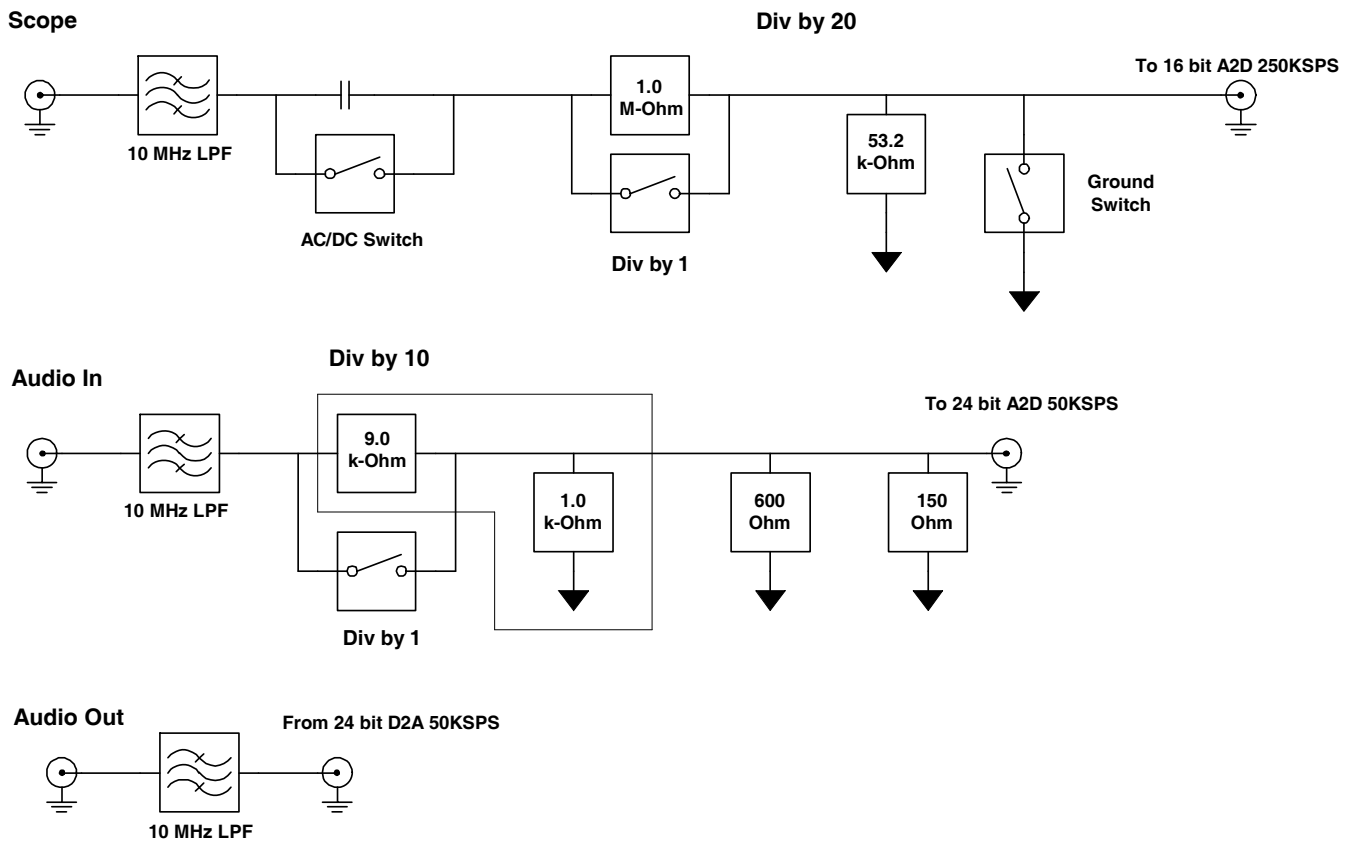 Scope
Div by 20
To 16 bit A2D 250KSPS
1.0
M-Ohm
10 MHz LPF
53.2
k-Ohm
Ground
Switch
AC/DC Switch
Div by 1
Div by 10
Audio In
To 24 bit A2D 50KSPS
9.0
k-Ohm
10 MHz LPF
1.0
k-Ohm
600
Ohm
150
Ohm
Div by 1
Audio Out
From 24 bit D2A 50KSPS
10 MHz LPF